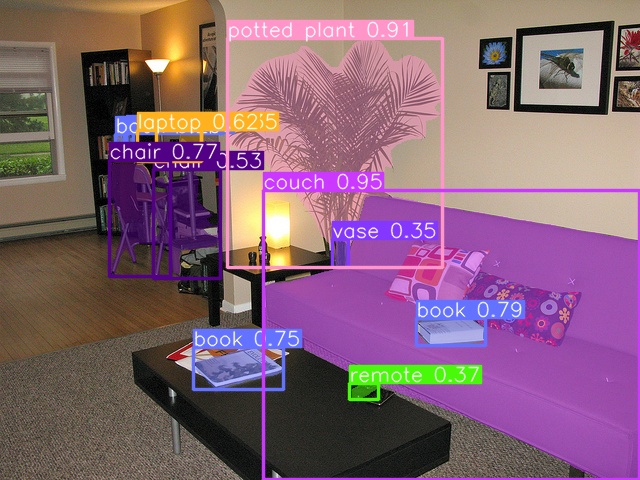 potted plant 0.91
laptop 0.62
chair 0.77
0.53
couch 0.95
vase 0.35
book 0.79
book 0.75
remote 0.37